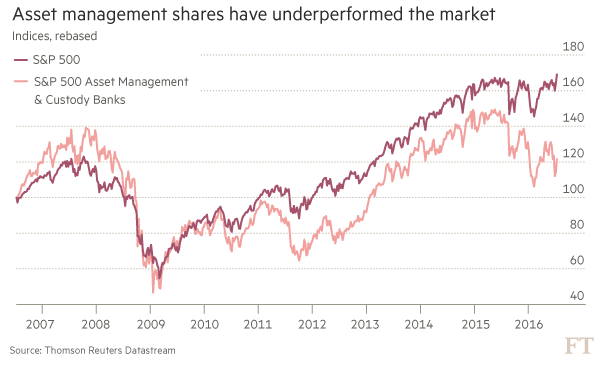 Asset management shares have underperformed the market
Indices, rebased
S&P 500
S&P 500 Asset Management
& Custody Banks
180
160
140
120
100
80
60
40
2007 2008 2009 2010 2011 2012 2013 2014 2015 2016
Source: Thomson Reuters Datastream
FT